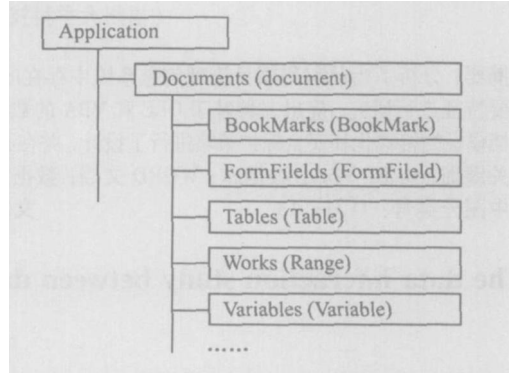 Application
Documents (document)
BookMarks (BookMark)
FormFilelds (FormFileld)
Tables (Table)
Works (Range)
Variables (Variable)
……